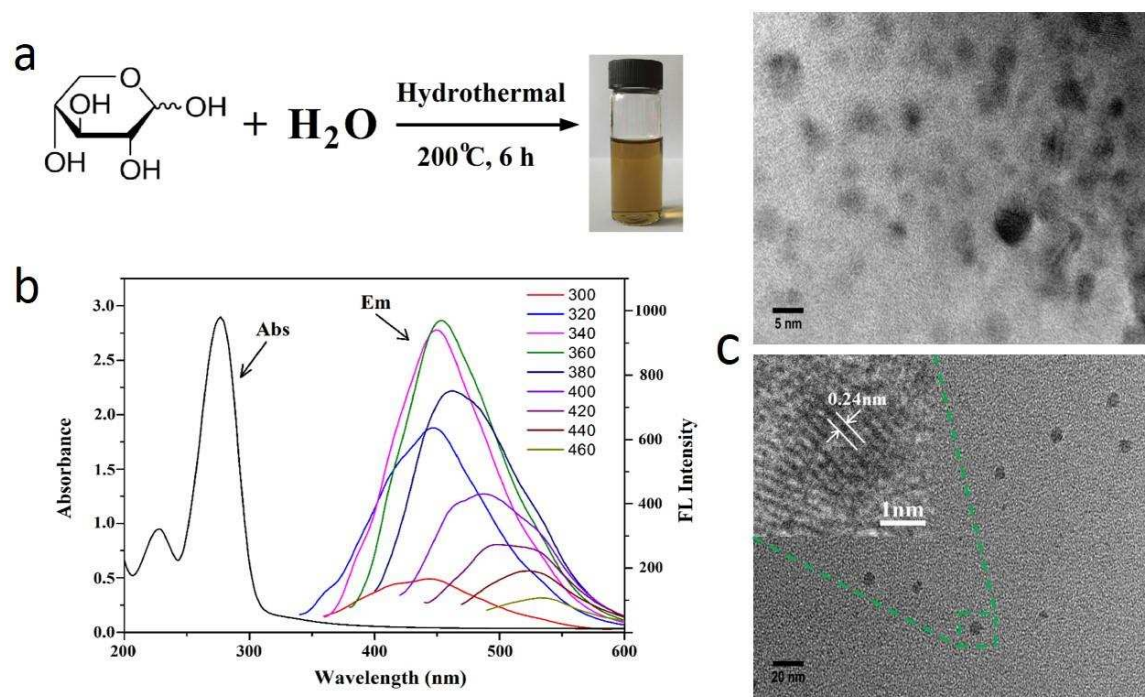 a
O
OH
OH
OH
OH
+ H₂O
Hydrothermal
200°C, 6 h
b
Abs
Em
300
320
340
360
380
400
420
440
460
3.0
2.5
2.0
1.5
1.0
0.5
0.0
Absorbance
1000
800
600
400
200
FL Intensity
200 300 400 500 600
Wavelength (nm)
5 nm
c
0.24nm
1nm
20 nm